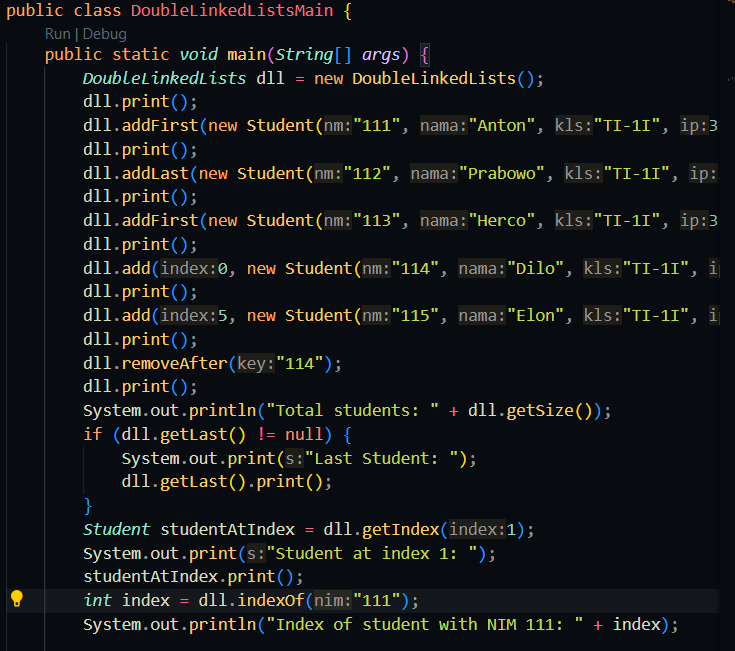 public class DoubleLinkedListsMain {
Run | Debug
public static void main(String[] args) {
DoubleLinkedLists dll = new DoubleLinkedLists();
dll.print();
dll.addFirst(new Student(nm:"111", nama:"Anton", kls:"TI-1I", ip:3
dll.print();
dll.addLast(new Student(nm:"112", nama:"Prabowo", kls:"TI-1I", ip:
dll.print();
dll.addFirst(new Student(nm:"113", nama:"Herco", kls:"TI-1I", ip:3
dll.print();
dll.add(index:0, new Student(nm:"114", nama:"Dilo", kls:"TI-1I", i
dll.print();
dll.add(index:5, new Student(nm:"115", nama:"Elon", kls:"TI-1I", i
dll.print();
dll.removeAfter(key:"114");
dll.print();
System.out.println("Total students: " + dll.getSize());
if (dll.getLast() != null) {
System.out.print(s:"Last Student: ");
dll.getLast().print();
}
Student studentAtIndex = dll.getIndex(index:1);
System.out.print(s:"Student at index 1: ");
studentAtIndex.print();
int index = dll.indexOf(nim:"111");
System.out.println("Index of student with NIM 111: " + index);